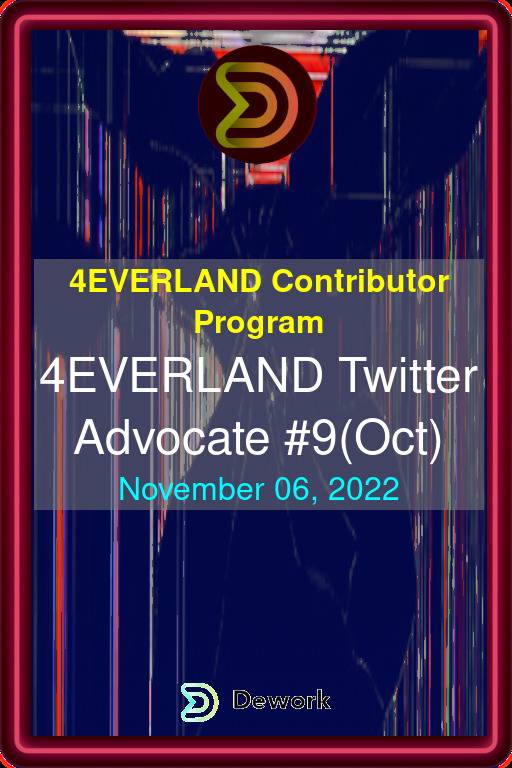 4EVERLAND Contributor
Program
4EVERLAND Twitter
Advocate #9(Oct)
November 06, 2022
Dework